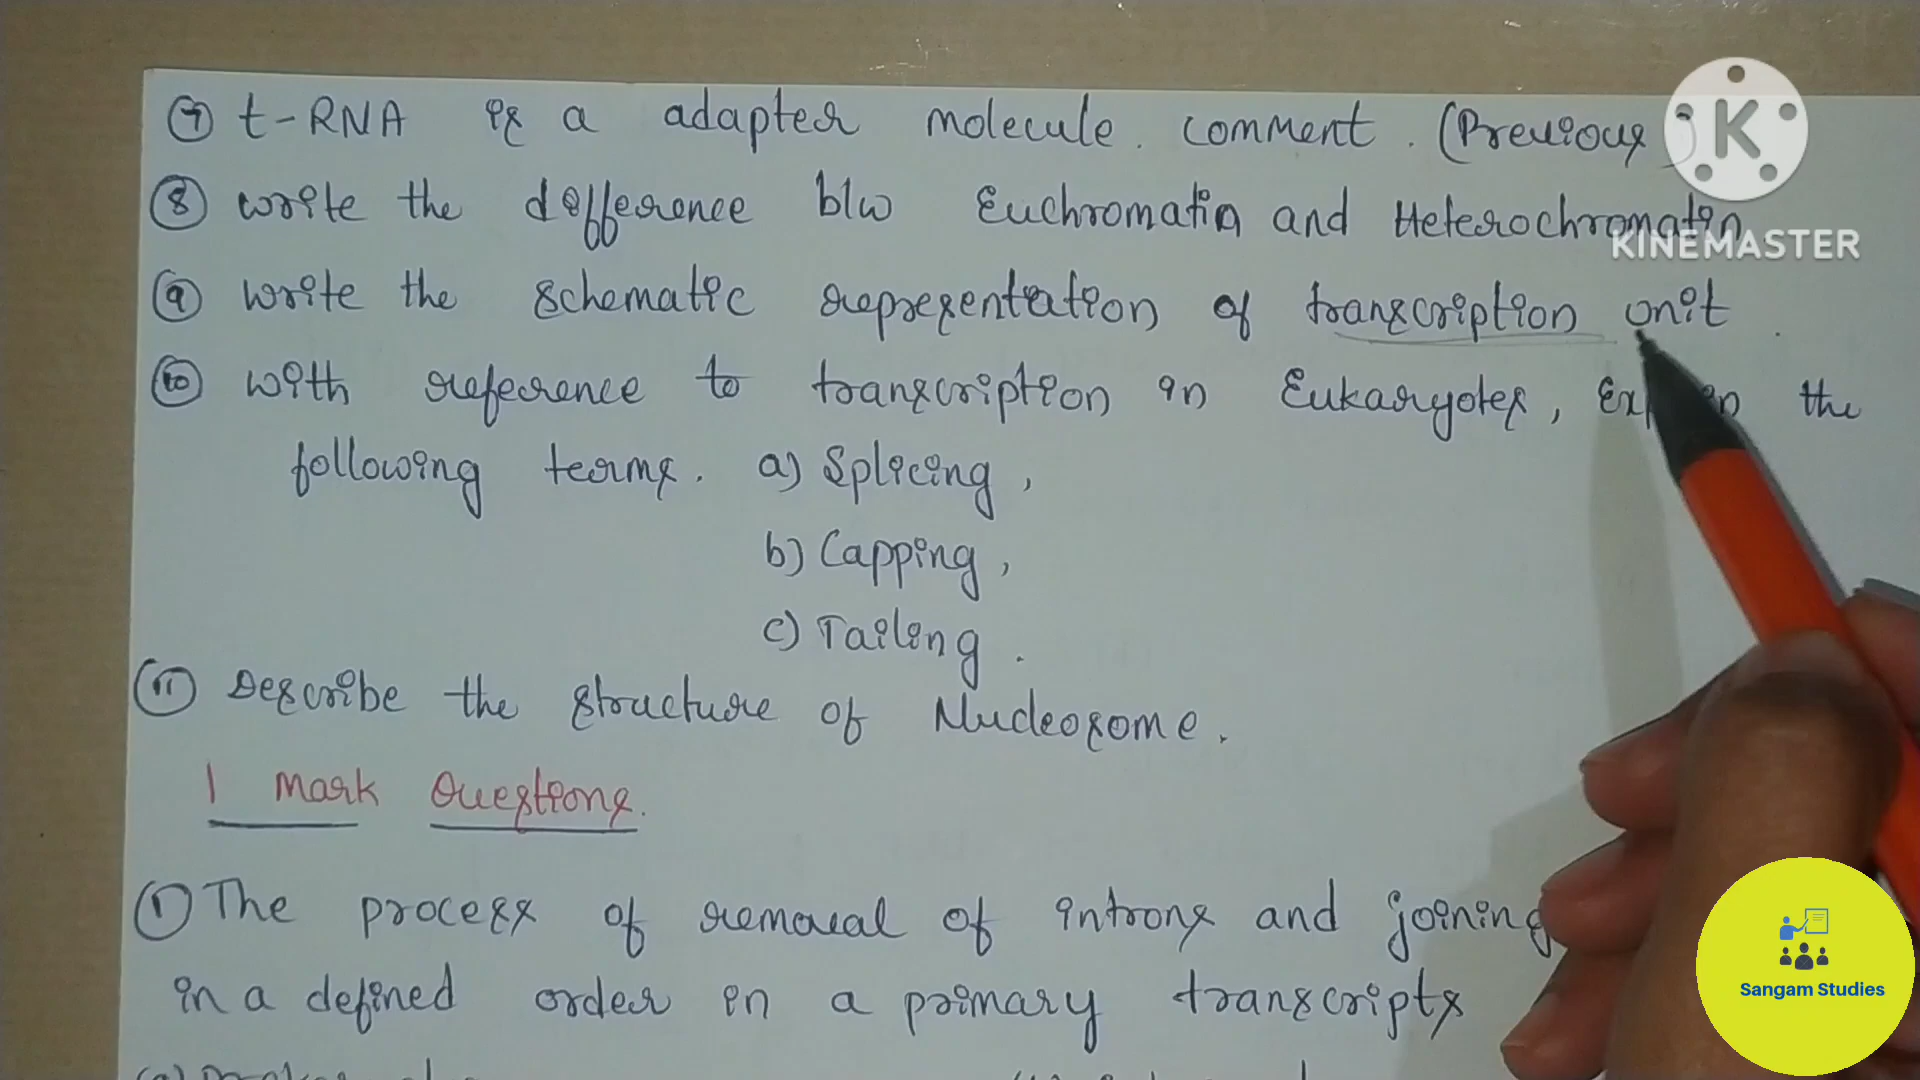 ⑦ t-RNA is a adapter molecule. comment. (Previous)
⑧ write the difference b/w Euchromatin and Heterochromatin
⑨ write the schematic representation of transcription unit.
⑩ with reference to transcription in Eukaryotes, the
following terms. a) Splicing,
b) Capping,
c) Tailing.
⑪ Describe the structure of Nucleosome.
1 Mark Questions.
① The process of removal of introns and joining
in a defined order in a primary transcripts
K
KINEMASTER
Sangam Studies